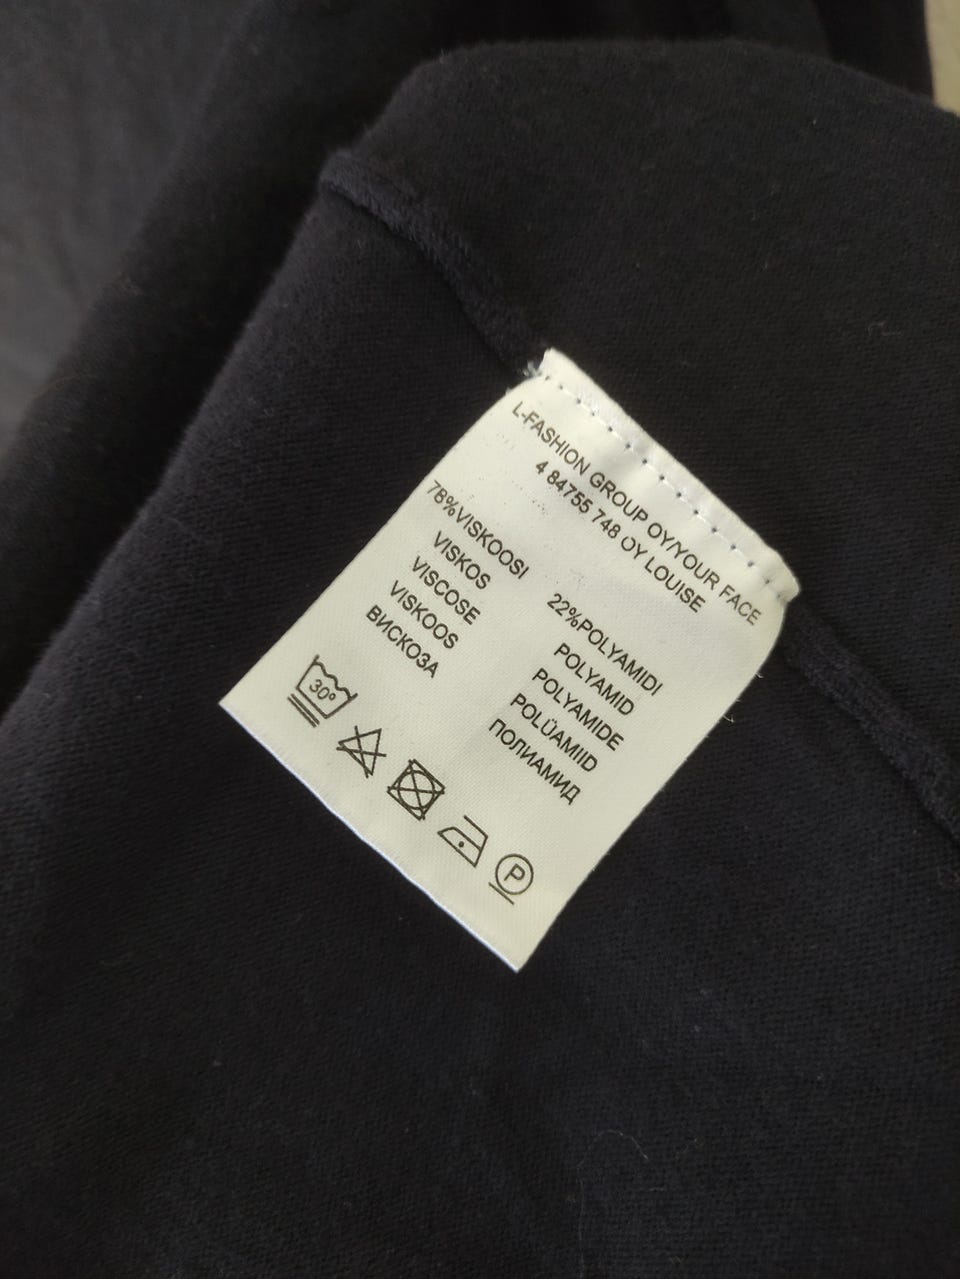 L-FASHION GROUP OY/YOUR FACE
4 84755 748 OY LOUISE
78%VISKOOSI
VISKOS
VISCOSE
VISKOOS
ВИСКОЗА
22%POLYAMIDI
POLYAMID
POLYAMIDE
POLÜAMIID
ПОЛИАМИД
30°
P